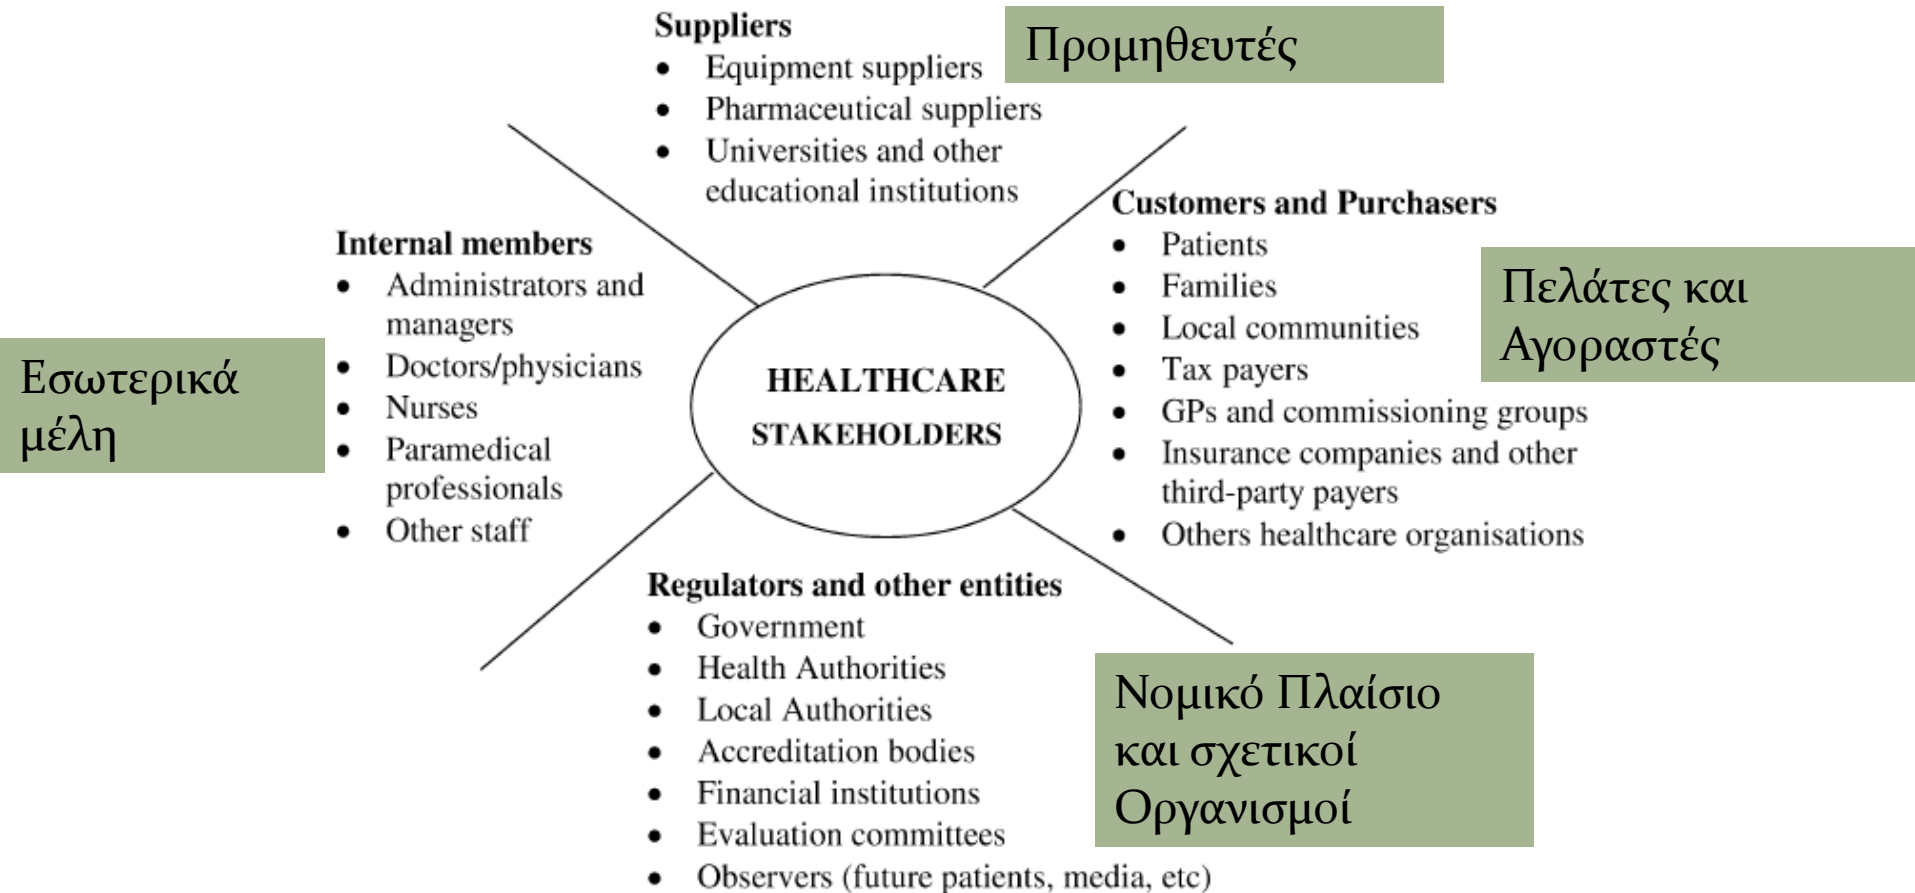 Suppliers
• Equipment suppliers
• Pharmaceutical suppliers
• Universities and other
educational institutions
Προμηθευτές
Internal members
• Administrators and
managers
• Doctors/physicians
• Nurses
• Paramedical
professionals
• Other staff
Εσωτερικά
μέλη
HEALTHCARE
STAKEHOLDERS
Customers and Purchasers
• Patients
• Families
• Local communities
• Tax payers
• GPs and commissioning groups
• Insurance companies and other
third-party payers
• Others healthcare organisations
Πελάτες και
Αγοραστές
Regulators and other entities
• Government
• Health Authorities
• Local Authorities
• Accreditation bodies
• Financial institutions
• Evaluation committees
• Observers (future patients, media, etc)
Νομικό Πλαίσιο
και σχετικοί
Οργανισμοί